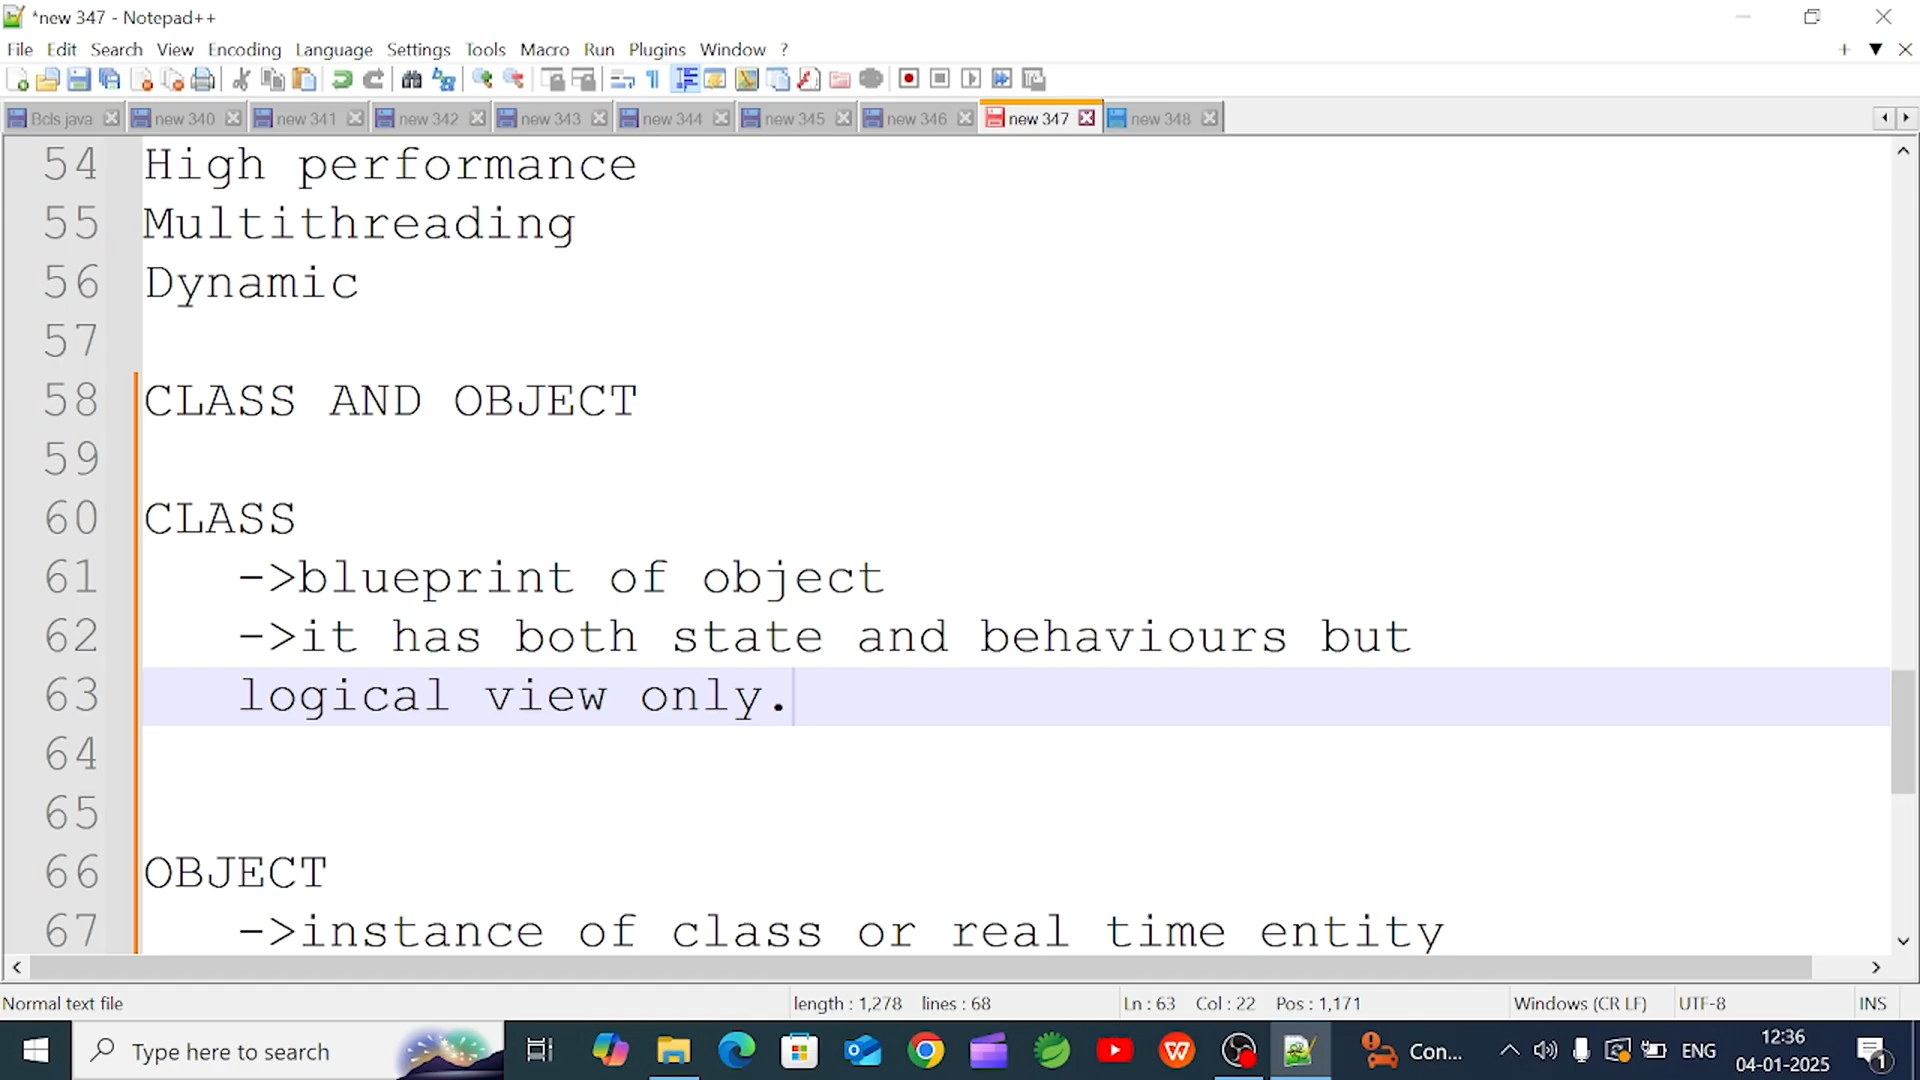 *new 347 - Notepad++
File Edit Search View Encoding Language Settings Tools Macro Run Plugins Window ?
Bcls java new 340 new 341 new 342 new 343 new 344 new 345 new 346 new 347 new 348
54 High performance
55 Multithreading
56 Dynamic
57
58 CLASS AND OBJECT
59
60 CLASS
61 ->blueprint of object
62 ->it has both state and behaviours but
63 logical view only.
64
65
66 OBJECT
67 ->instance of class or real time entity
Normal text file length : 1,278 lines : 68 Ln : 63 Col : 22 Pos : 1,171 Windows (CR LF) UTF-8 INS
Type here to search Con... ENG 12:36
04-01-2025 1